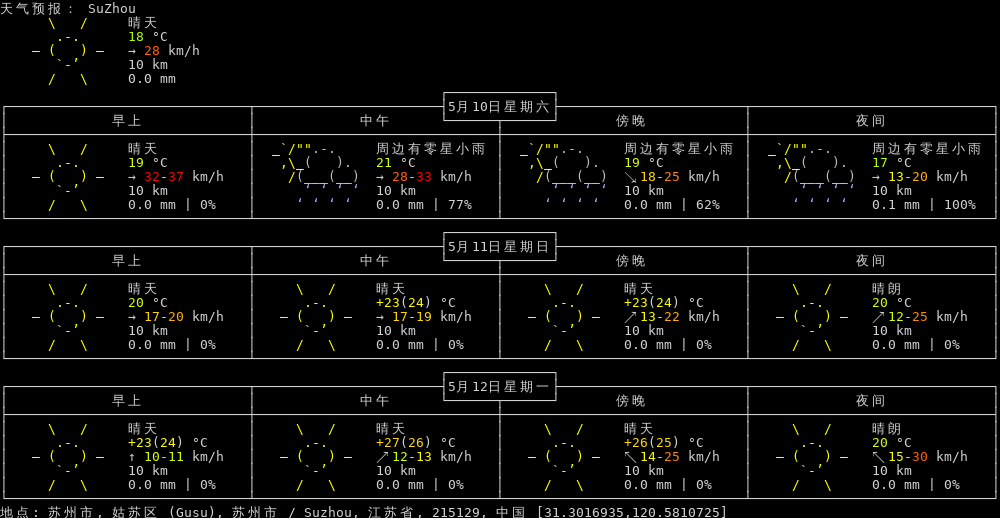 天气预报: SuZhou
晴天
18 °C
→ 28 km/h
10 km
0.0 mm
5月10日星期六
早上 中午 傍晚 夜间
晴天 周边有零星小雨 周边有零星小雨 周边有零星小雨
19 °C 21 °C 19 °C 17 °C
→ 32-37 km/h → 28-33 km/h ↘ 18-25 km/h → 13-20 km/h
10 km 10 km 10 km 10 km
0.0 mm | 0% 0.0 mm | 77% 0.0 mm | 62% 0.1 mm | 100%
5月11日星期日
早上 中午 傍晚 夜间
晴天 晴天 晴天 晴朗
20 °C +23(24) °C +23(24) °C 20 °C
→ 17-20 km/h → 17-19 km/h ↗ 13-22 km/h ↗ 12-25 km/h
10 km 10 km 10 km 10 km
0.0 mm | 0% 0.0 mm | 0% 0.0 mm | 0% 0.0 mm | 0%
5月12日星期一
早上 中午 傍晚 夜间
晴天 晴天 晴天 晴朗
+23(24) °C +27(26) °C +26(25) °C 20 °C
↑ 10-11 km/h ↗ 12-13 km/h ↖ 14-25 km/h ↖ 15-30 km/h
10 km 10 km 10 km 10 km
0.0 mm | 0% 0.0 mm | 0% 0.0 mm | 0% 0.0 mm | 0%
地点: 苏州市, 姑苏区 (Gusu), 苏州市 / Suzhou, 江苏省, 215129, 中国 [31.3016935,120.5810725]